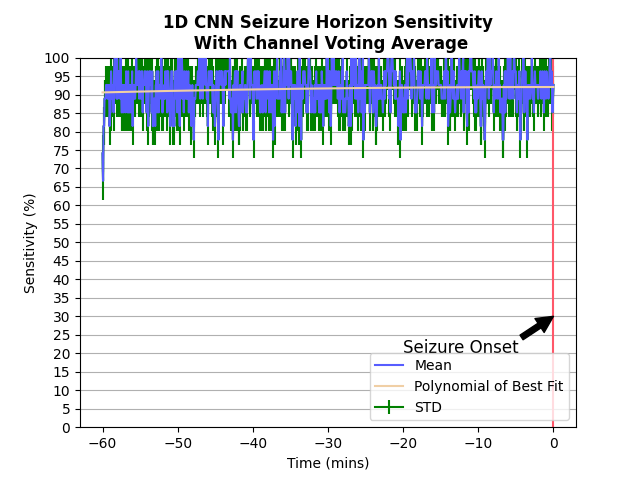 1D CNN Seizure Horizon Sensitivity
With Channel Voting Average
100
95
90
85
80
75
70
65
60
55
50
45
40
35
30
25
20
15
10
5
0
Sensitivity (%)
Seizure Onset
Mean
Polynomial of Best Fit
STD
−60 −50 −40 −30 −20 −10 0
Time (mins)